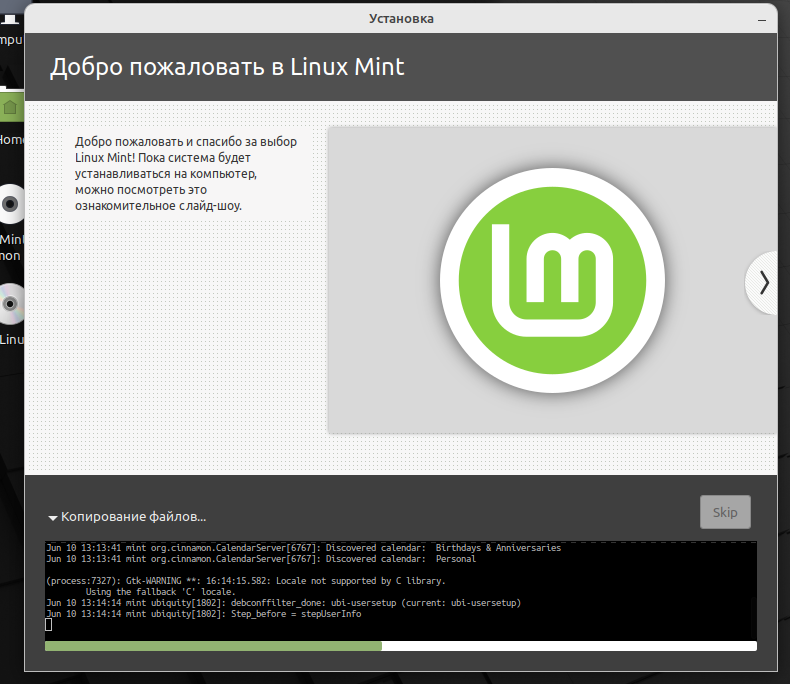 Установка
Добро пожаловать в Linux Mint
Добро пожаловать и спасибо за выбор
Linux Mint! Пока система будет
устанавливаться на компьютер,
можно посмотреть это
ознакомительное слайд-шоу.
lm
Копирование файлов...
Skip
Jun 10 13:13:41 mint org.cinnamon.CalendarServer[6767]: Discovered calendar:  Birthdays & Anniversaries
Jun 10 13:13:41 mint org.cinnamon.CalendarServer[6767]: Discovered calendar:  Personal
(process:7327): Gtk-WARNING **: 16:14:15.582: Locale not supported by C library.
Using the fallback 'C' locale.
Jun 10 13:14:14 mint ubiquity[1802]: debconffilter_done: ubi-usersetup (current: ubi-usersetup)
Jun 10 13:14:14 mint ubiquity[1802]: Step_before = stepUserInfo